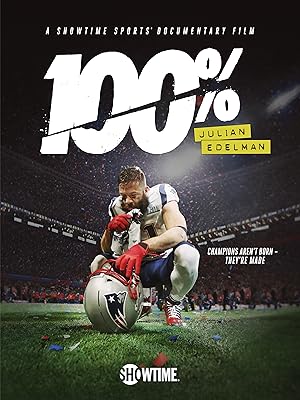 A SHOWTIME SPORTS® DOCUMENTARY FILM
100%
JULIAN
EDELMAN
CHAMPIONS AREN'T BORN –
THEY'RE MADE
SHOWTIME.